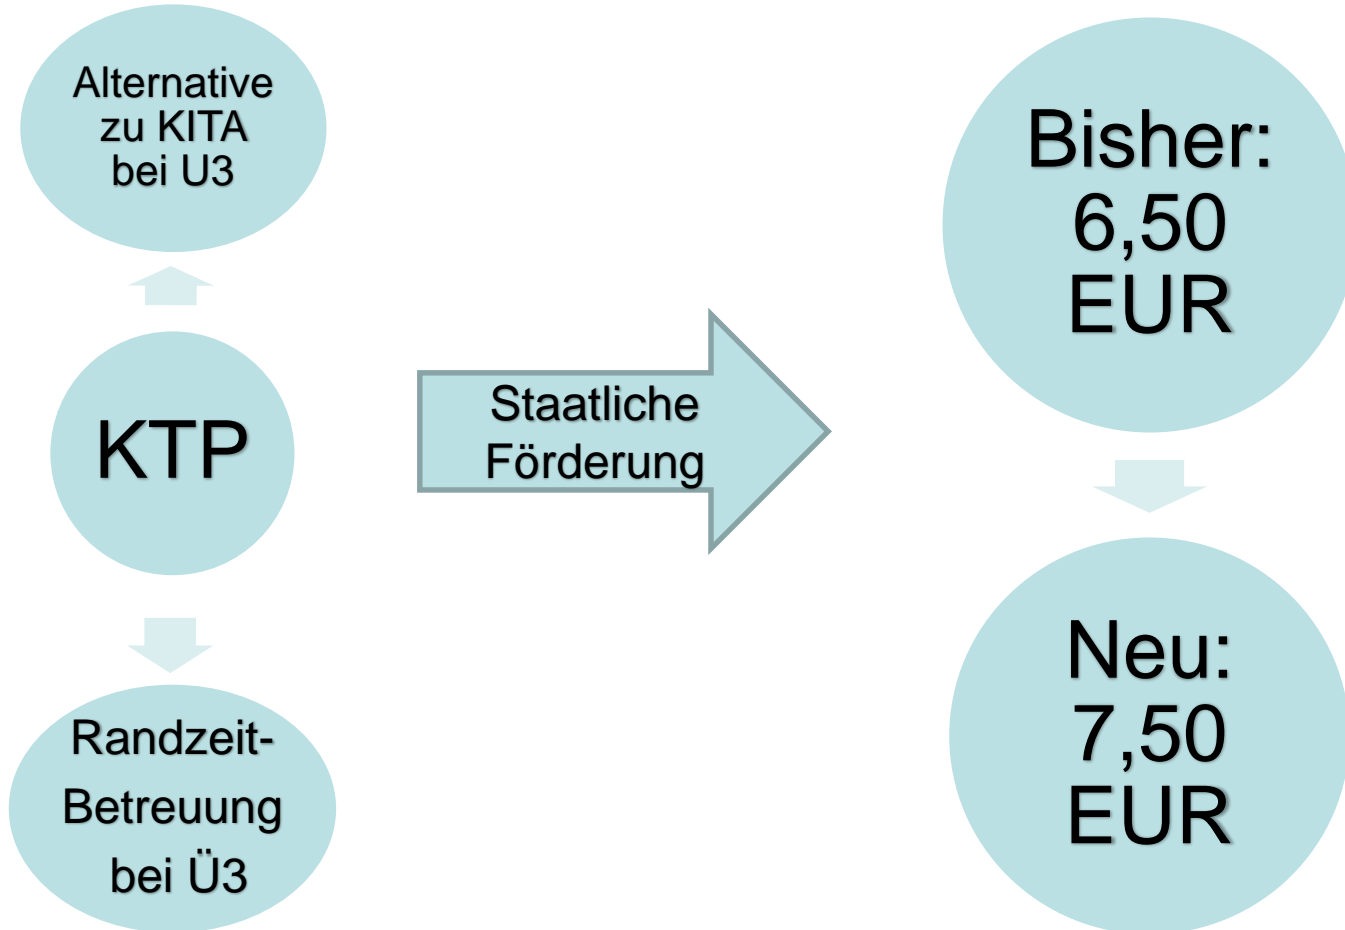 Alternative
zu KITA
bei U3
KTP
Randzeit-
Betreuung
bei Ü3
Staatliche
Förderung
Bisher:
6,50
EUR
Neu:
7,50
EUR